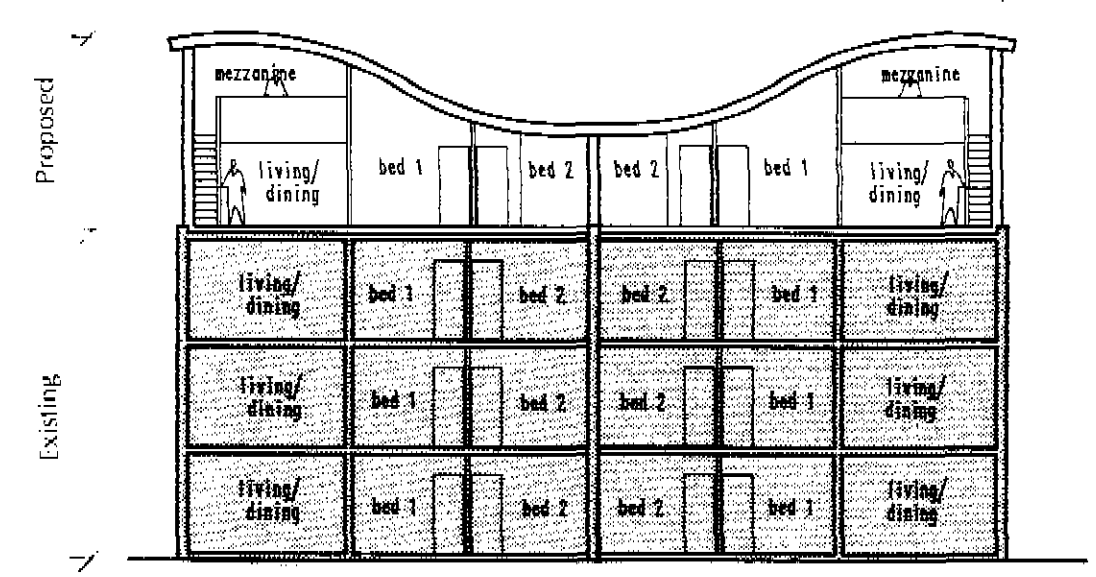 Proposed
mezzanine
mezzanine
living/
dining
bed 1
bed 2
bed 2
bed 1
living/
dining
Existing
living/
dining
bed 1
bed 2
bed 2
bed 1
living/
dining
living/
dining
bed 1
bed 2
bed 2
bed 1
living/
dining
living/
dining
bed 1
bed 2
bed 2
bed 1
living/
dining